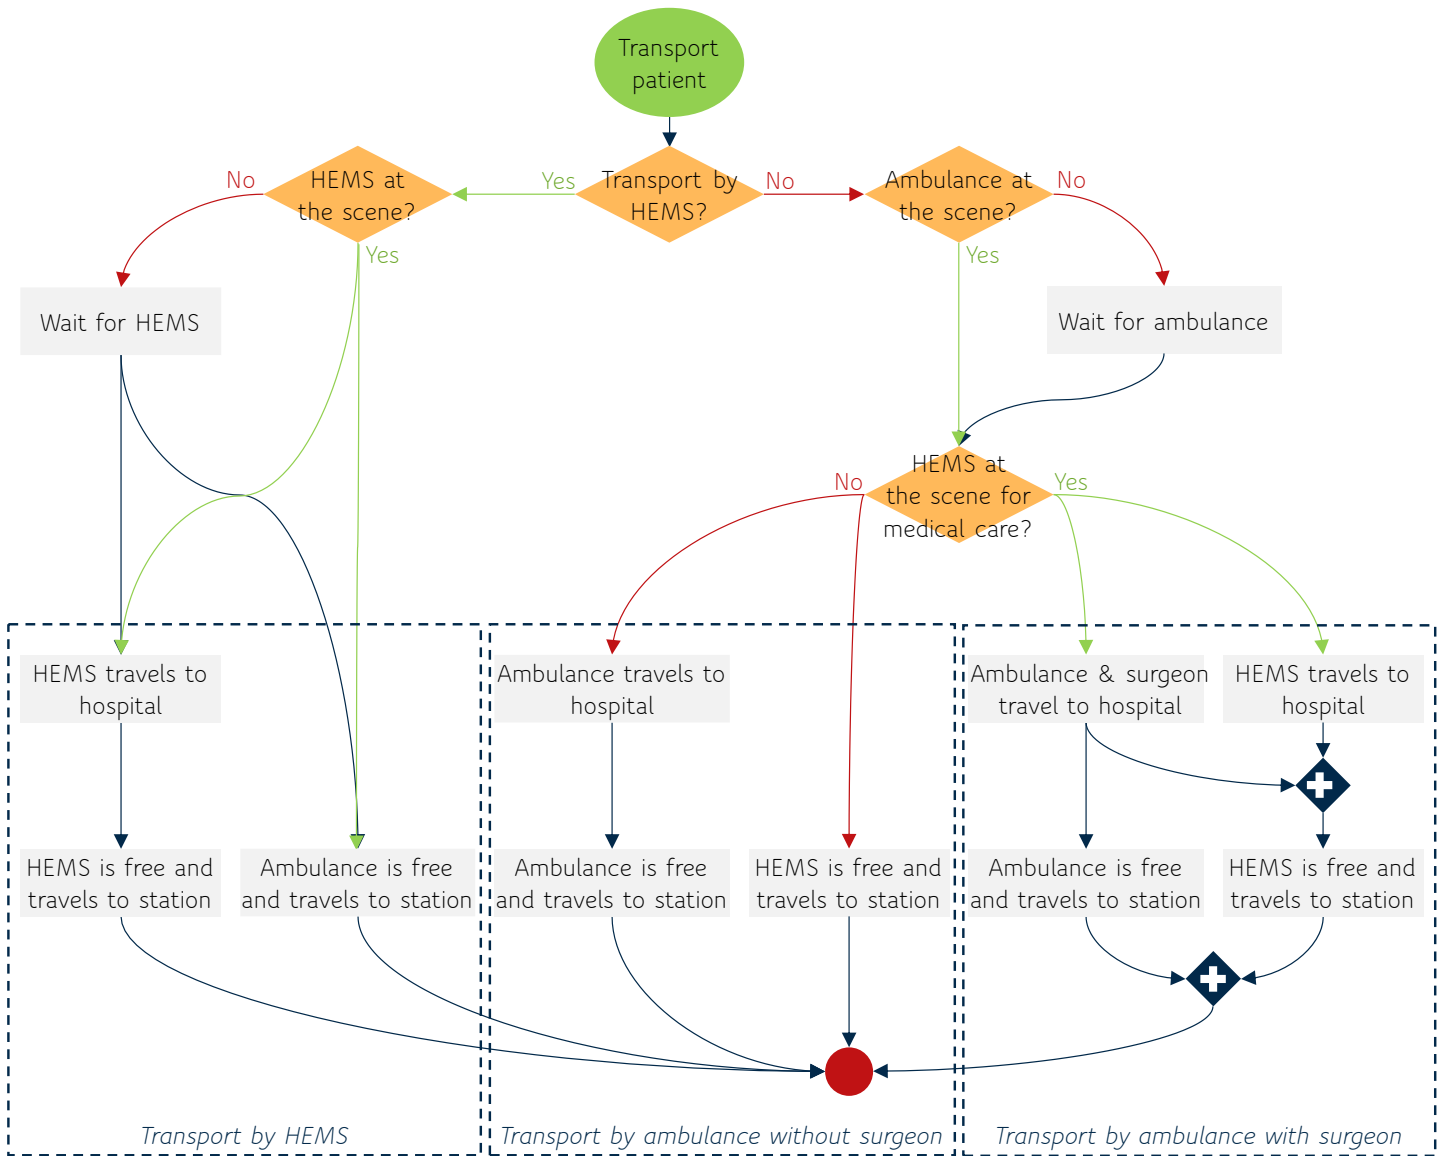 Transport
patient
No
HEMS at
the scene?
Yes
Transport by
HEMS?
No
Ambulance at
the scene?
No
Yes
Yes
Wait for HEMS
Wait for ambulance
No
HEMS at
the scene for
medical care?
Yes
HEMS travels to
hospital
Ambulance travels to
hospital
Ambulance & surgeon
travel to hospital
HEMS travels to
hospital
HEMS is free and
travels to station
Ambulance is free
and travels to station
Ambulance is free
and travels to station
HEMS is free and
travels to station
Ambulance is free
and travels to station
HEMS is free and
travels to station
Transport by HEMS
Transport by ambulance without surgeon
Transport by ambulance with surgeon